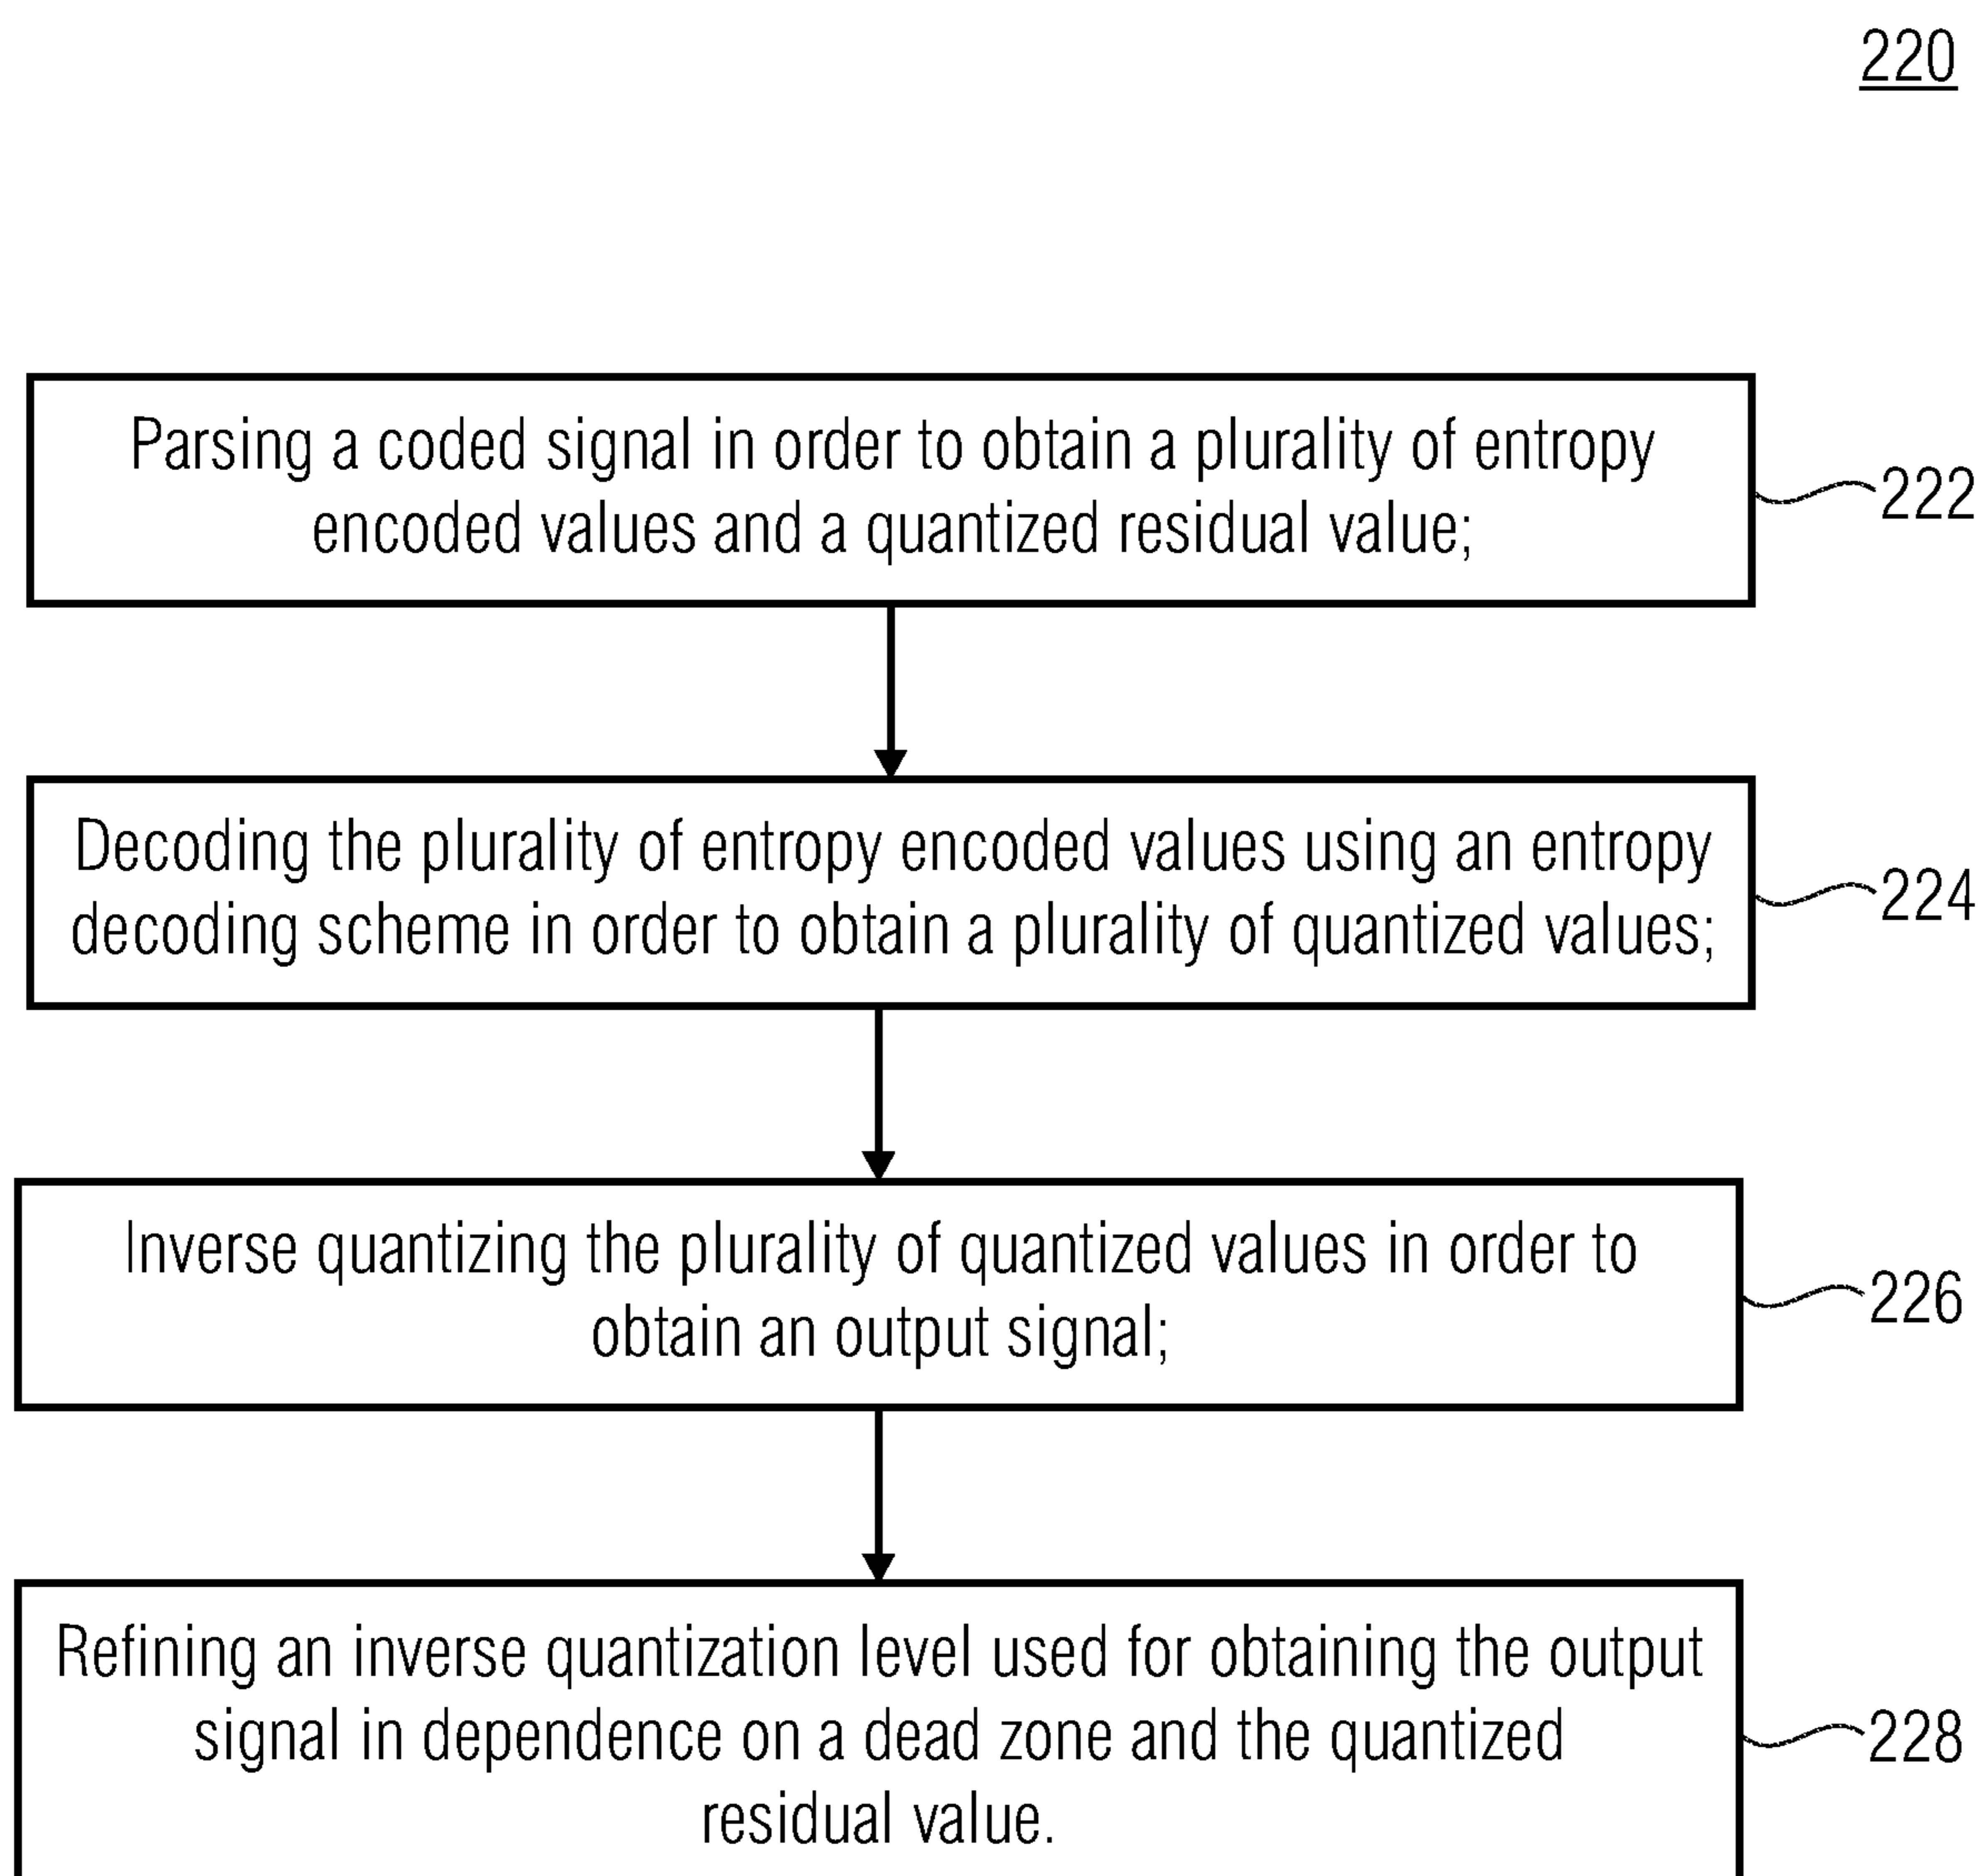 220
Parsing a coded signal in order to obtain a plurality of entropy
encoded values and a quantized residual value;
222
Decoding the plurality of entropy encoded values using an entropy
decoding scheme in order to obtain a plurality of quantized values;
224
Inverse quantizing the plurality of quantized values in order to
obtain an output signal;
226
Refining an inverse quantization level used for obtaining the output
signal in dependence on a dead zone and the quantized
residual value.
228